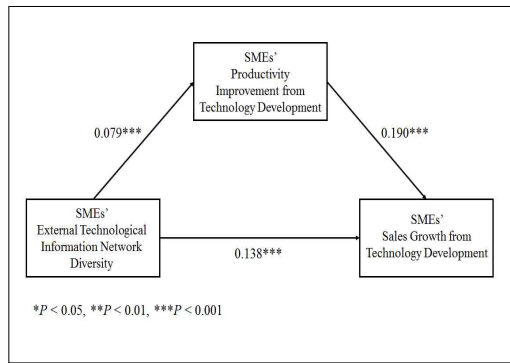 SMEs’
Productivity
Improvement from
Technology Development
0.079***
0.190***
SMEs’
External Technological
Information Network
Diversity
0.138***
SMEs’
Sales Growth from
Technology Development
*P < 0.05, **P < 0.01, ***P < 0.001